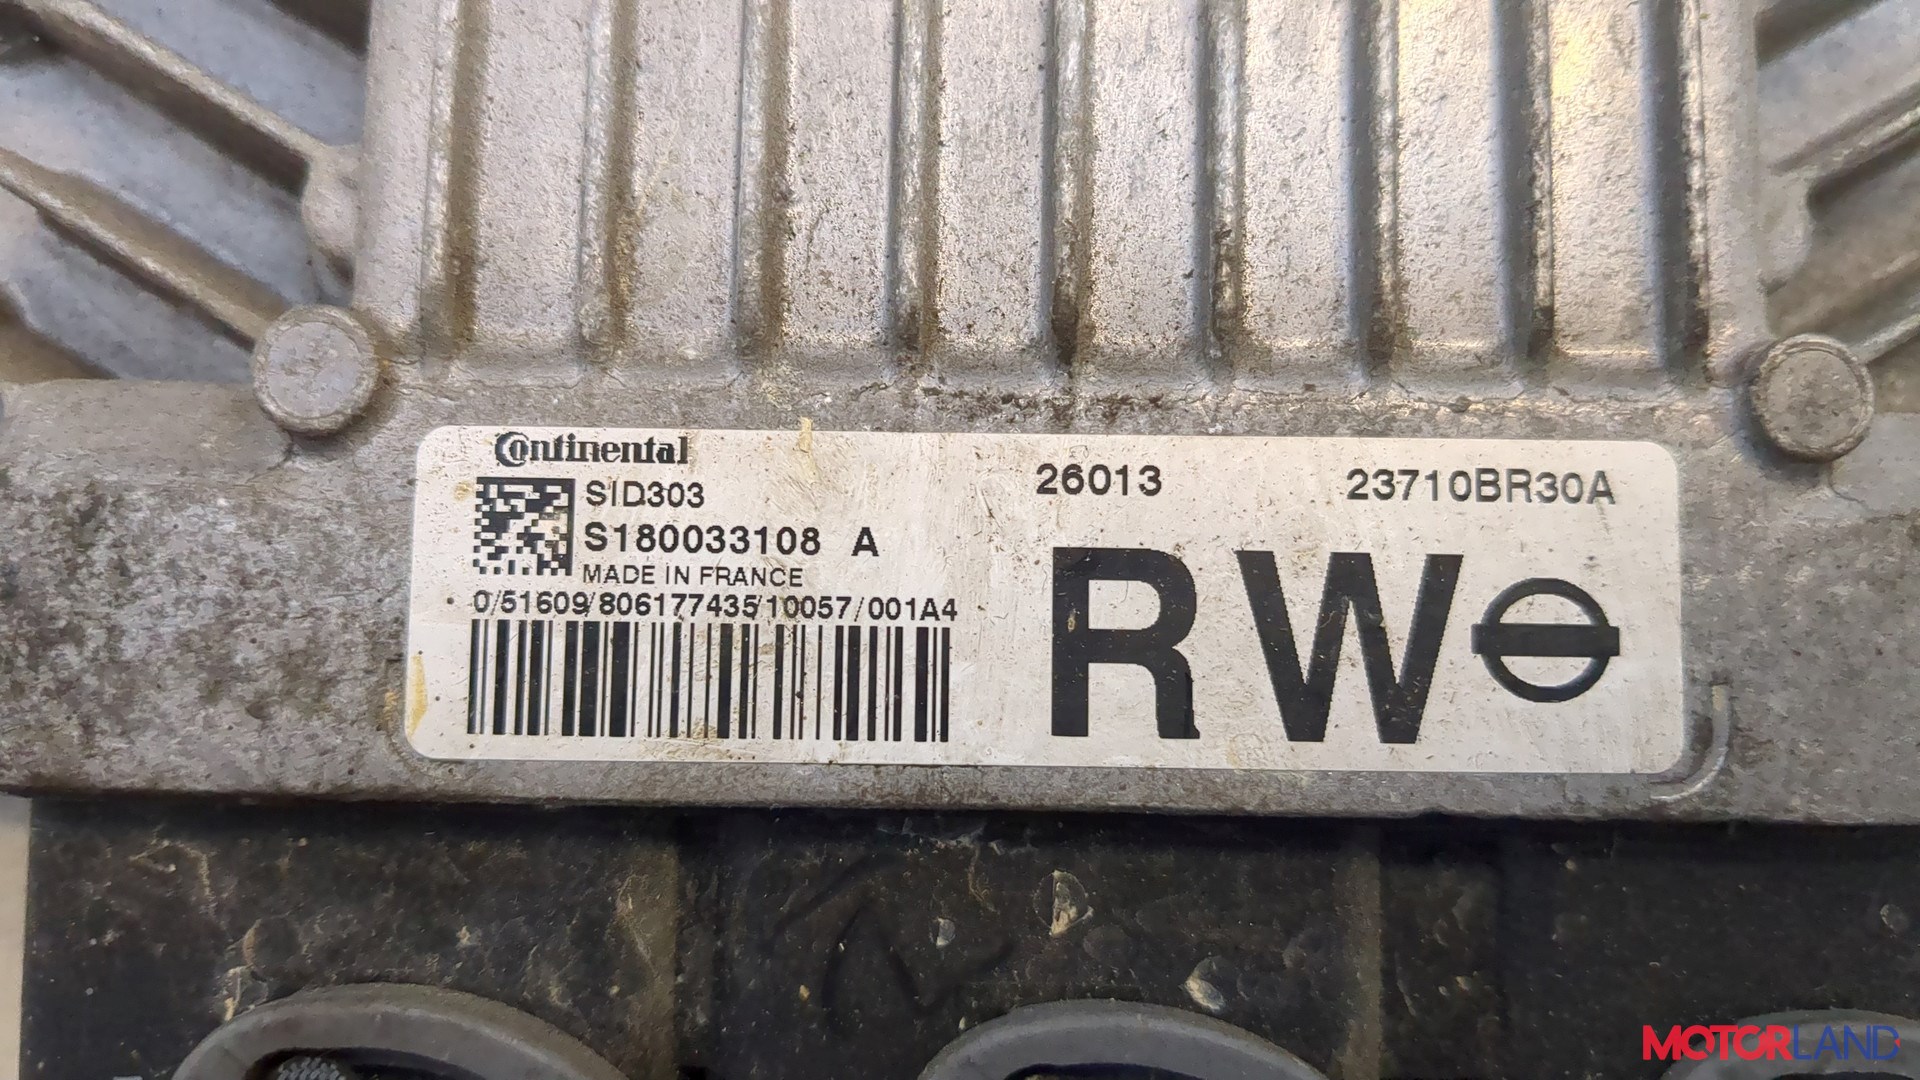 Continental
SID303
S180033108 A
MADE IN FRANCE
0/51609/806177435/10057/001A4
26013
23710BR30A
RW
MOTORLAND